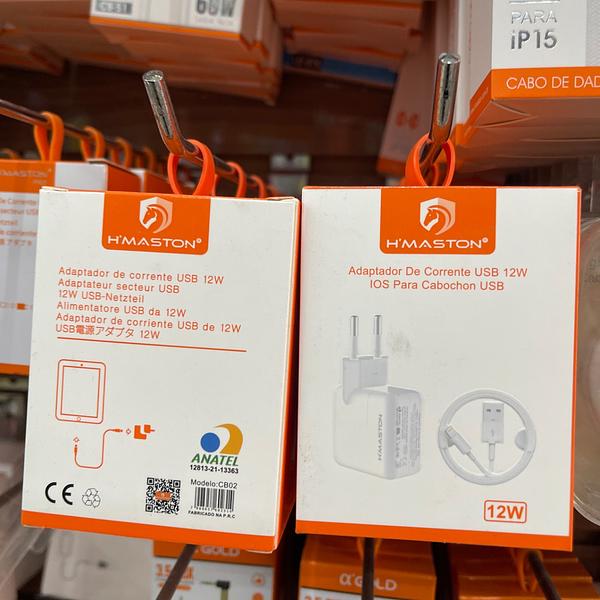 68W
PARA
iP15
CABO DE DAD
H'MASTON®
Adaptador de corrente USB 12W
Adaptateur secteur USB
12W USB-Netzteil
Alimentatore USB da 12W
Adaptador de corriente USB de 12W
USB電源アダプタ 12W
ANATEL
12813-21-13363
Modelo:CB02
FABRICADO NA P.R.C
CE
H'MASTON®
Adaptador De Corrente USB 12W
IOS Para Cabochon USB
H'MASTON
12W
GOLD
α'GOLD